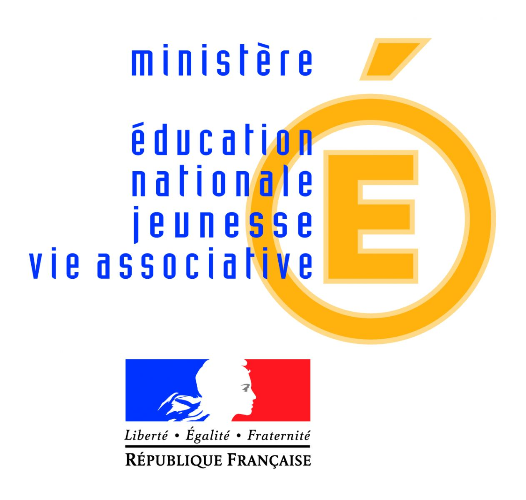 ministère
éducation
nationale
jeunesse
vie associative
É
Liberté • Égalité • Fraternité
RÉPUBLIQUE FRANÇAISE